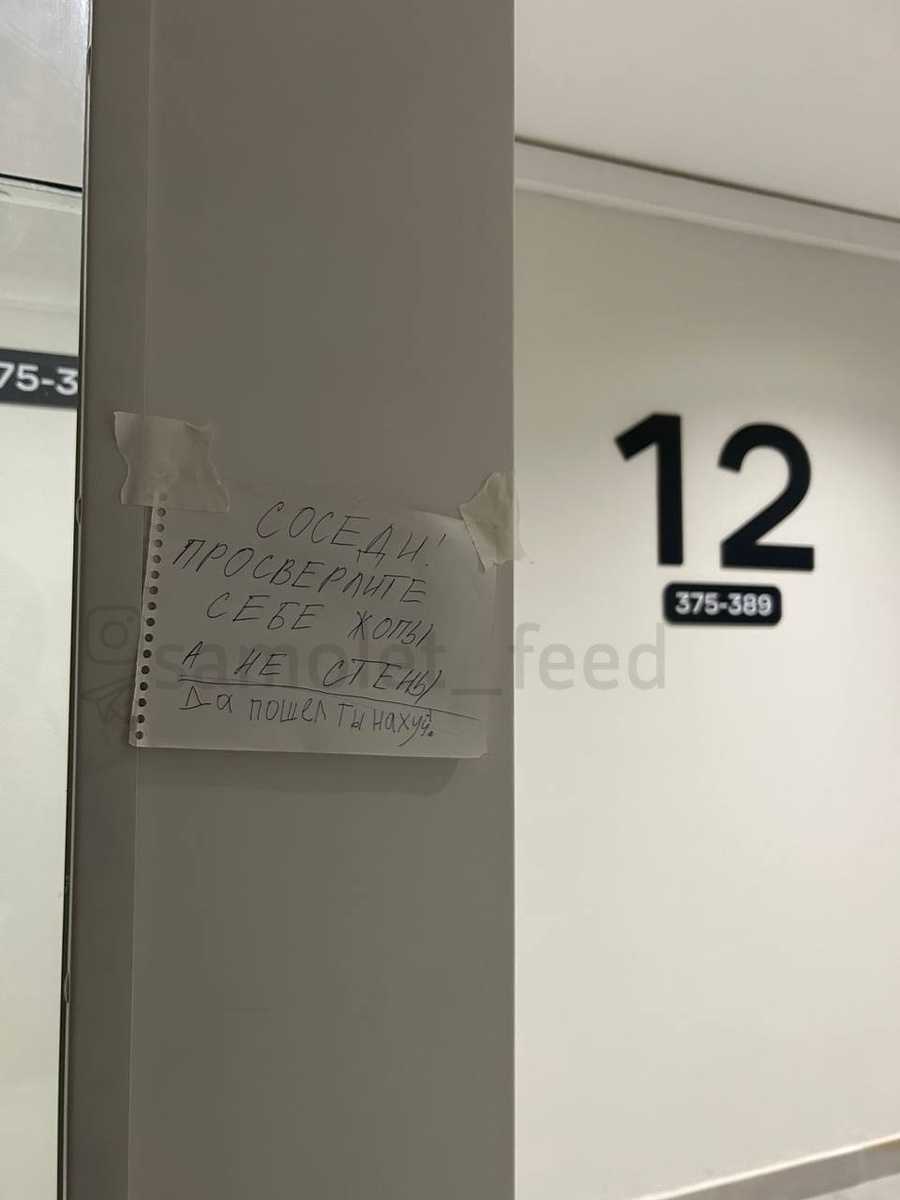 75-3
12
375-389
СОСЕДИ!
ПРОСВЕРЛИТЕ
СЕБЕ ЖОПЫ
А НЕ СТЕНЫ
Да пошел ты нахуй.
@samolet_feed